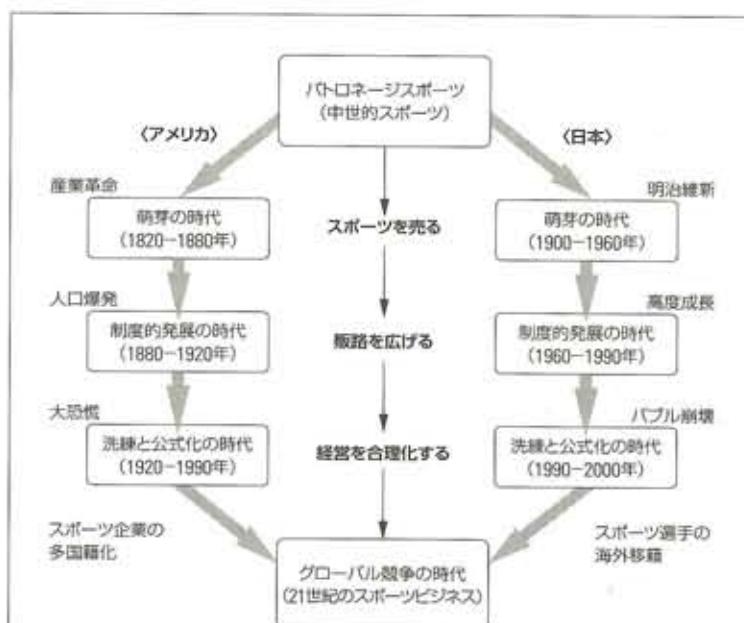 パトロネージスポーツ
(中世的スポーツ)
〈アメリカ〉
〈日本〉
産業革命
明治維新
萌芽の時代
(1820-1880年)
スポーツを売る
萌芽の時代
(1900-1960年)
人口爆発
高度成長
制度的発展の時代
(1880-1920年)
販路を広げる
制度的発展の時代
(1960-1990年)
大恐慌
バブル崩壊
洗練と公式化の時代
(1920-1990年)
経営を合理化する
洗練と公式化の時代
(1990-2000年)
スポーツ企業の
多国籍化
スポーツ選手の
海外移籍
グローバル競争の時代
(21世紀のスポーツビジネス)